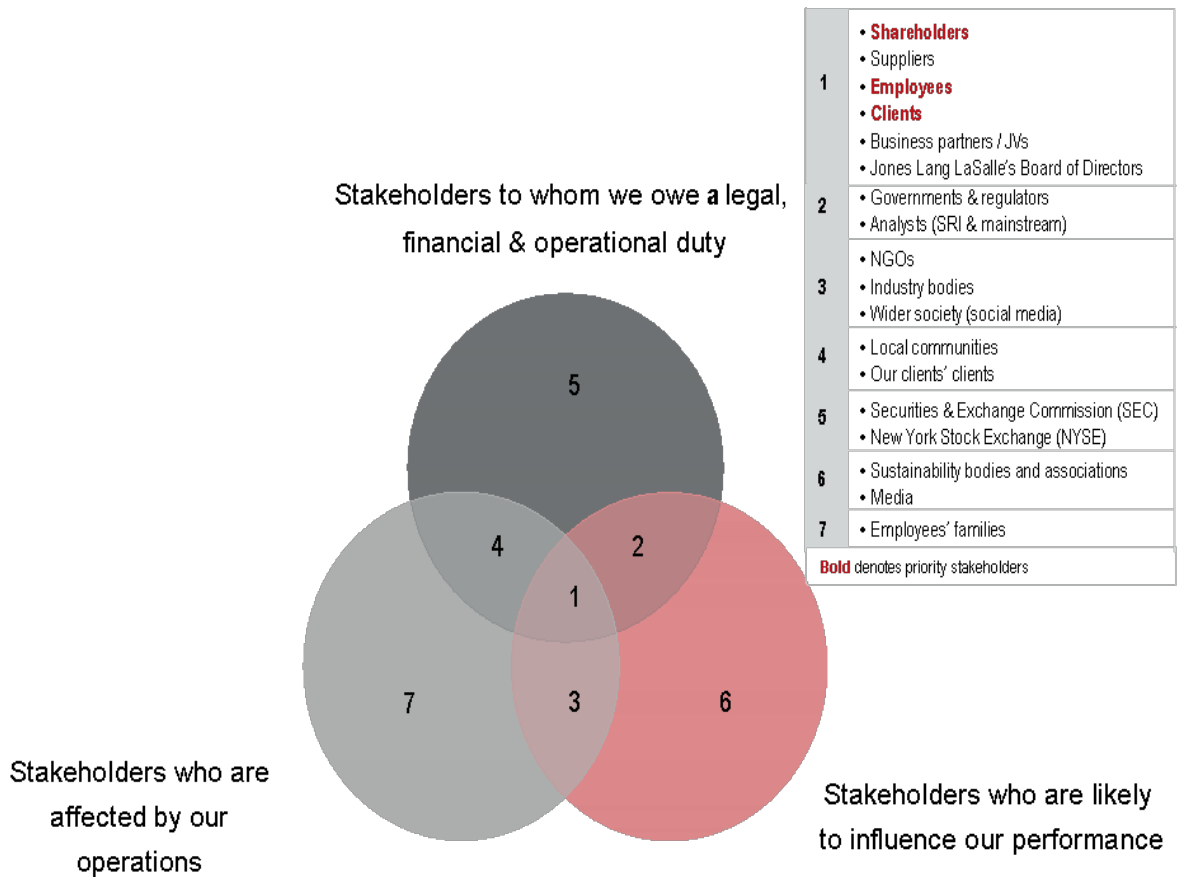 1
• Shareholders
• Suppliers
• Employees
• Clients
• Business partners / JVs
• Jones Lang LaSalle's Board of Directors
2
• Governments & regulators
• Analysts (SRI & mainstream)
3
• NGOs
• Industry bodies
• Wider society (social media)
4
• Local communities
• Our clients' clients
5
• Securities & Exchange Commission (SEC)
• New York Stock Exchange (NYSE)
6
• Sustainability bodies and associations
• Media
7
• Employees' families
Bold denotes priority stakeholders
Stakeholders to whom we owe a legal,
financial & operational duty
5
4
2
1
7
3
6
Stakeholders who are
affected by our
operations
Stakeholders who are likely
to influence our performance